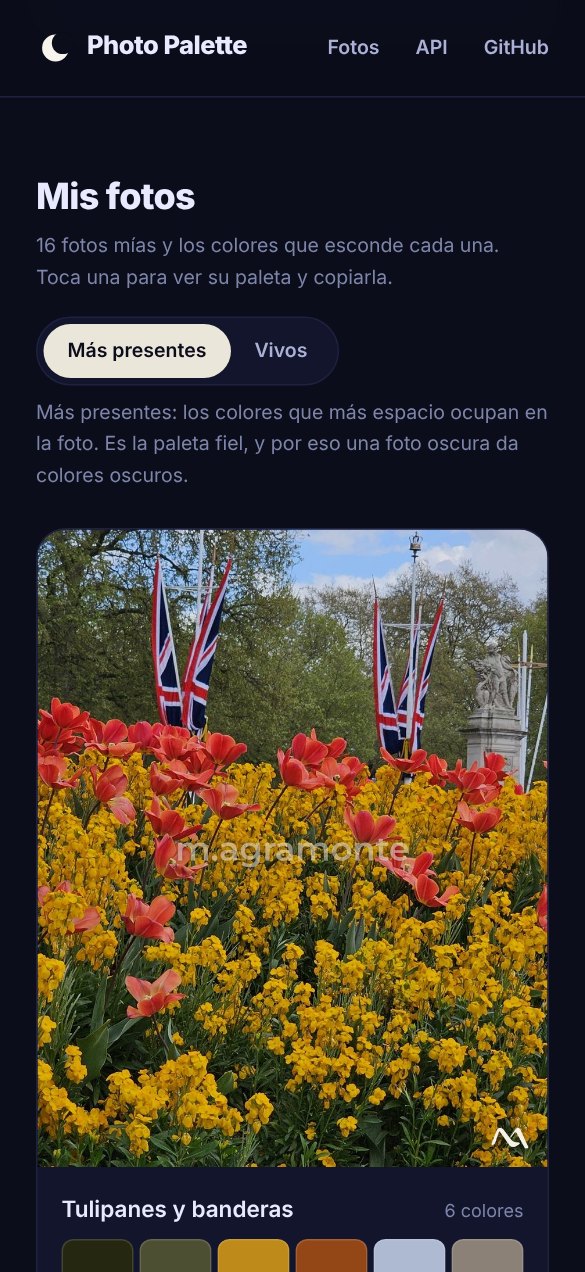 Photo Palette
Fotos
API
GitHub
Mis fotos
16 fotos mías y los colores que esconde cada una.
Toca una para ver su paleta y copiarla.
Más presentes
Vivos
Más presentes: los colores que más espacio ocupan en
la foto. Es la paleta fiel, y por eso una foto oscura da
colores oscuros.
m.agramonte
Tulipanes y banderas
6 colores